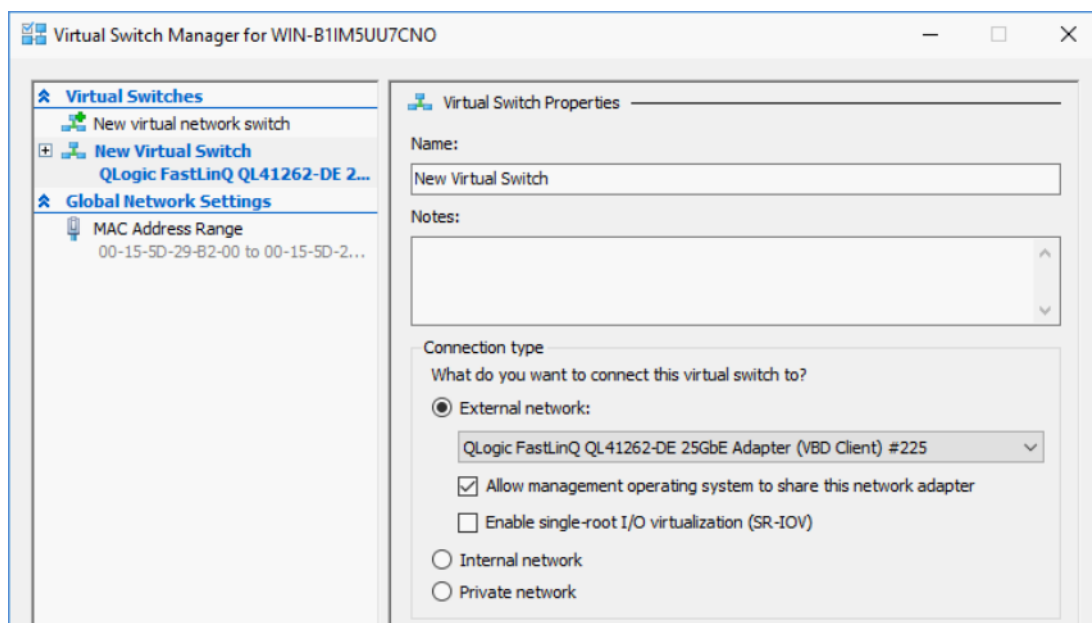 Virtual Switch Manager for WIN-B1IM5UU7CNO
Virtual Switches
New virtual network switch
New Virtual Switch
QLogic FastLinQ QL41262-DE 2...
Global Network Settings
MAC Address Range
00-15-5D-29-B2-00 to 00-15-5D-2...
Virtual Switch Properties
Name:
New Virtual Switch
Notes:
Connection type
What do you want to connect this virtual switch to?
External network:
QLogic FastLinQ QL41262-DE 25GbE Adapter (VBD Client) #225
Allow management operating system to share this network adapter
Enable single-root I/O virtualization (SR-IOV)
Internal network
Private network